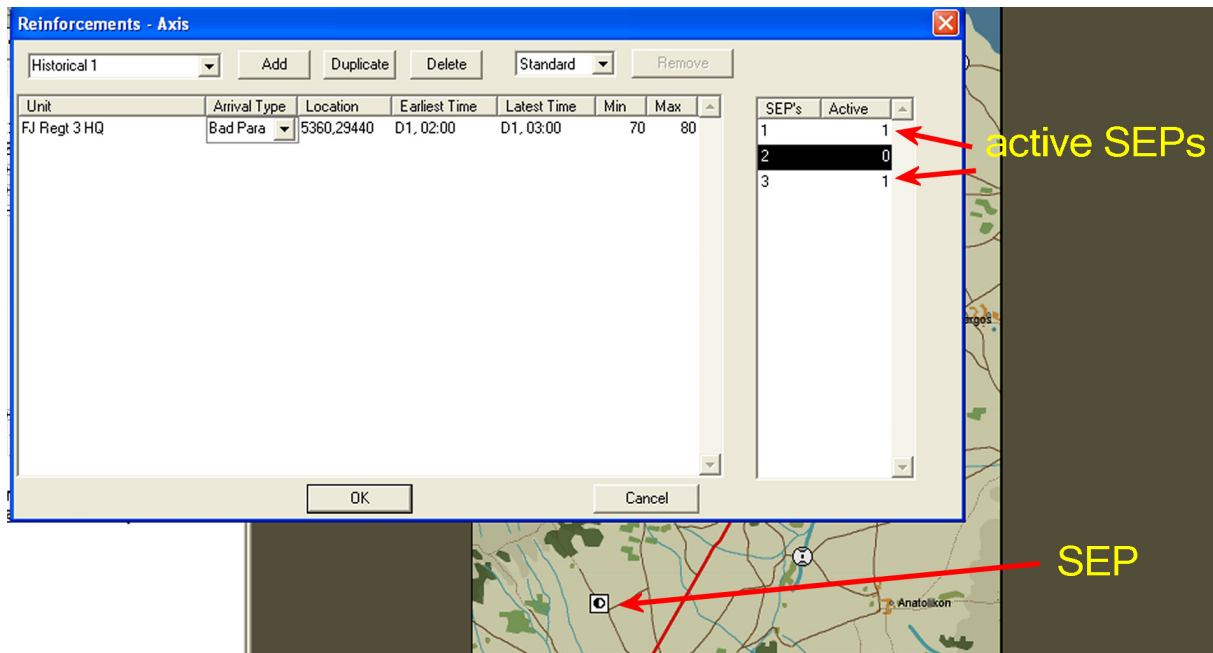 Reinforcements - Axis
Historical 1 Add Duplicate Delete Standard Remove
Unit Arrival Type Location Earliest Time Latest Time Min Max
FJ Regt 3 HQ Bad Para 5360,29440 D1, 02:00 D1, 03:00 70 80
SEP's Active
1 1
2 0
3 1
active SEPs
OK Cancel
SEP
Anatolikon